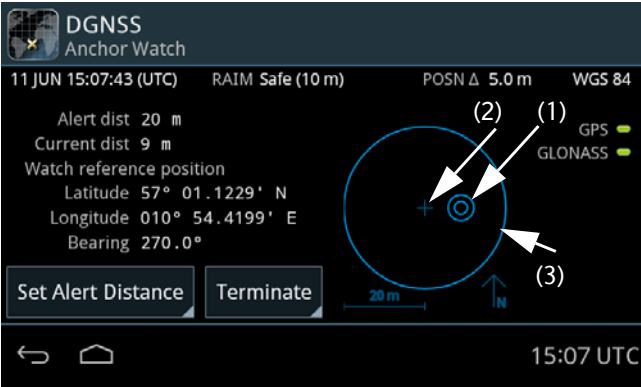 DGNSS
Anchor Watch
11 JUN 15:07:43 (UTC) RAIM Safe (10 m) POSN Δ 5.0 m WGS 84
(2) (1)
Alert dist 20 m
GPS
Current dist 9 m
GLONASS
Watch reference position
Latitude 57° 01.1229' N
Longitude 010° 54.4199' E
Bearing 270.0°
(3)
Set Alert Distance Terminate
20 m
N
15:07 UTC